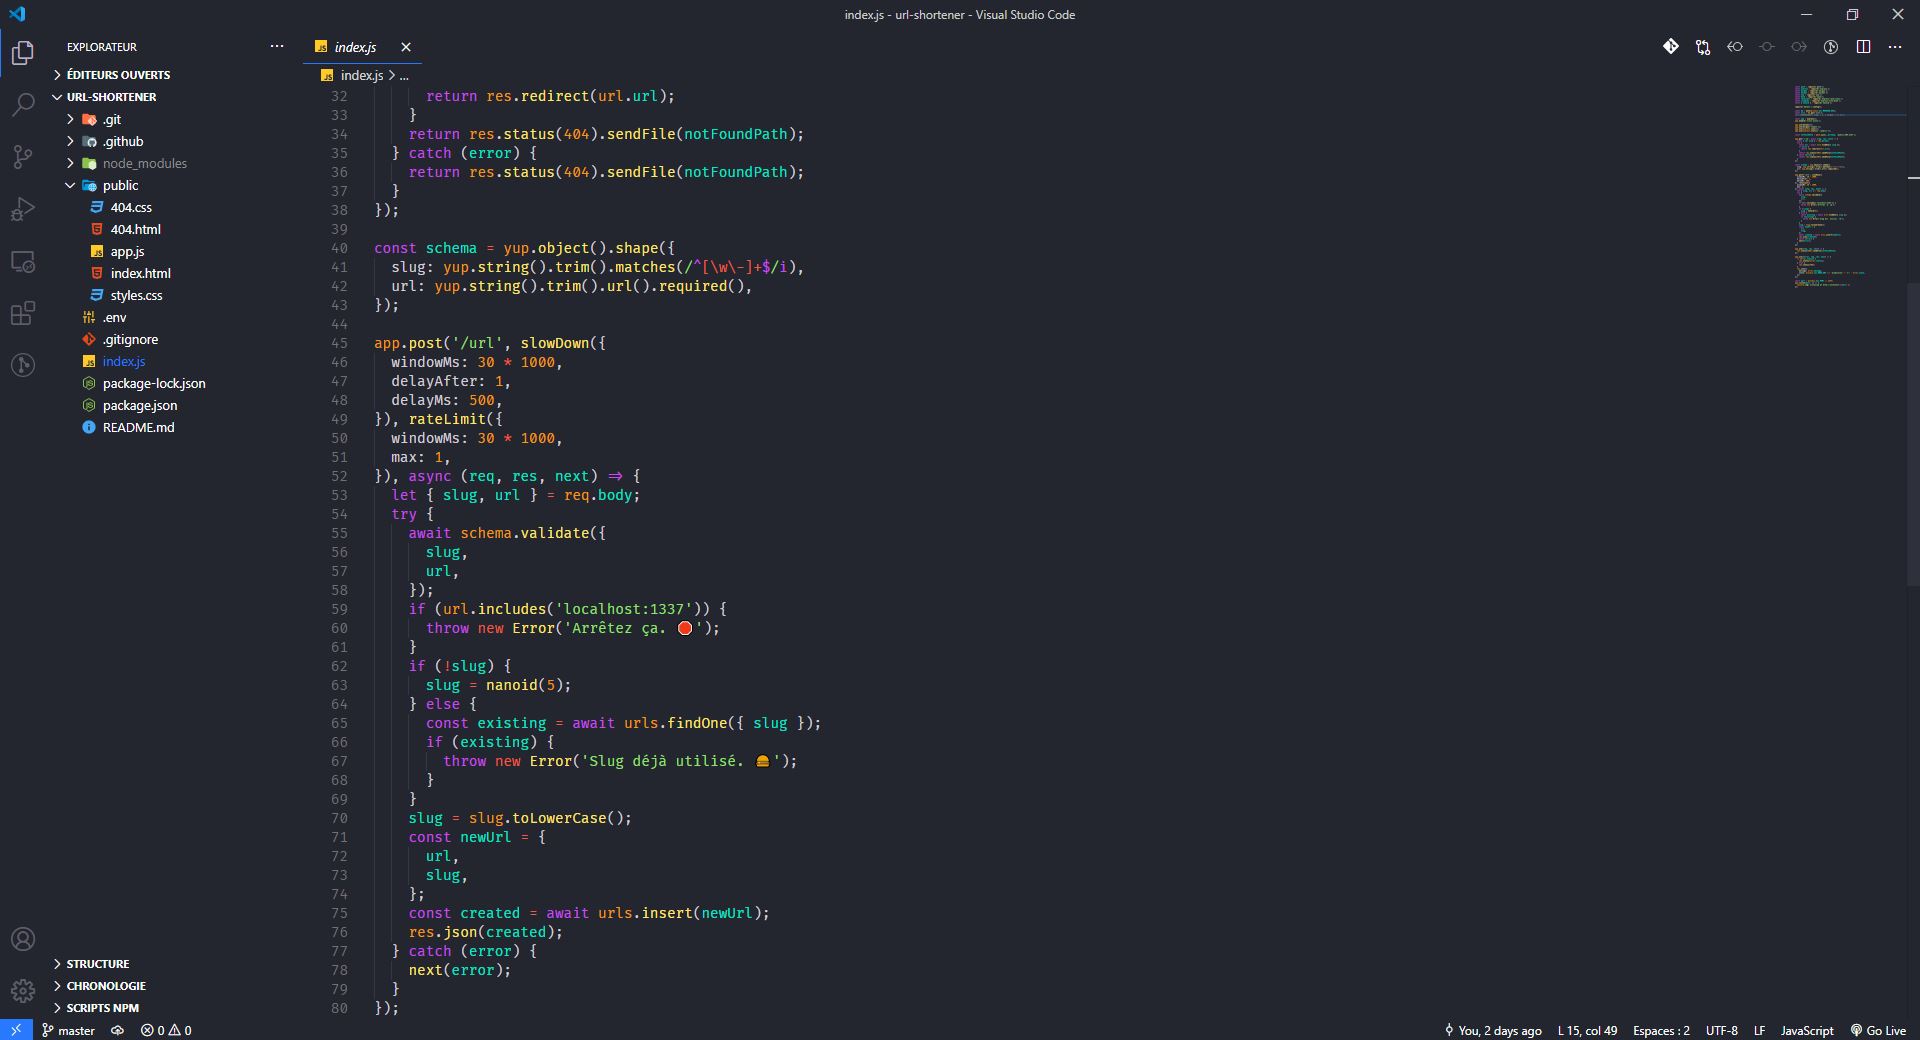 index.js - url-shortener - Visual Studio Code
EXPLORATEUR
ÉDITEURS OUVERTS
URL-SHORTENER
.git
.github
node_modules
public
404.css
404.html
app.js
index.html
styles.css
.env
.gitignore
index.js
package-lock.json
package.json
README.md
STRUCTURE
CHRONOLOGIE
SCRIPTS NPM
index.js
index.js > ...
32 return res.redirect(url.url);
33 }
34 return res.status(404).sendFile(notFoundPath);
35 } catch (error) {
36 return res.status(404).sendFile(notFoundPath);
37 }
38 });
39
40 const schema = yup.object().shape({
41 slug: yup.string().trim().matches(/^[\w\-]+$/i),
42 url: yup.string().trim().url().required(),
43 });
44
45 app.post('/url', slowDown({
46 windowMs: 30 * 1000,
47 delayAfter: 1,
48 delayMs: 500,
49 }), rateLimit({
50 windowMs: 30 * 1000,
51 max: 1,
52 }), async (req, res, next) => {
53 let { slug, url } = req.body;
54 try {
55 await schema.validate({
56 slug,
57 url,
58 });
59 if (url.includes('localhost:1337')) {
60 throw new Error('Arrêtez ça. 🛑');
61 }
62 if (!slug) {
63 slug = nanoid(5);
64 } else {
65 const existing = await urls.findOne({ slug });
66 if (existing) {
67 throw new Error('Slug déjà utilisé. 🍔');
68 }
69 }
70 slug = slug.toLowerCase();
71 const newUrl = {
72 url,
73 slug,
74 };
75 const created = await urls.insert(newUrl);
76 res.json(created);
77 } catch (error) {
78 next(error);
79 }
80 });
master 0 0 You, 2 days ago L 15, col 49 Espaces : 2 UTF-8 LF JavaScript Go Live